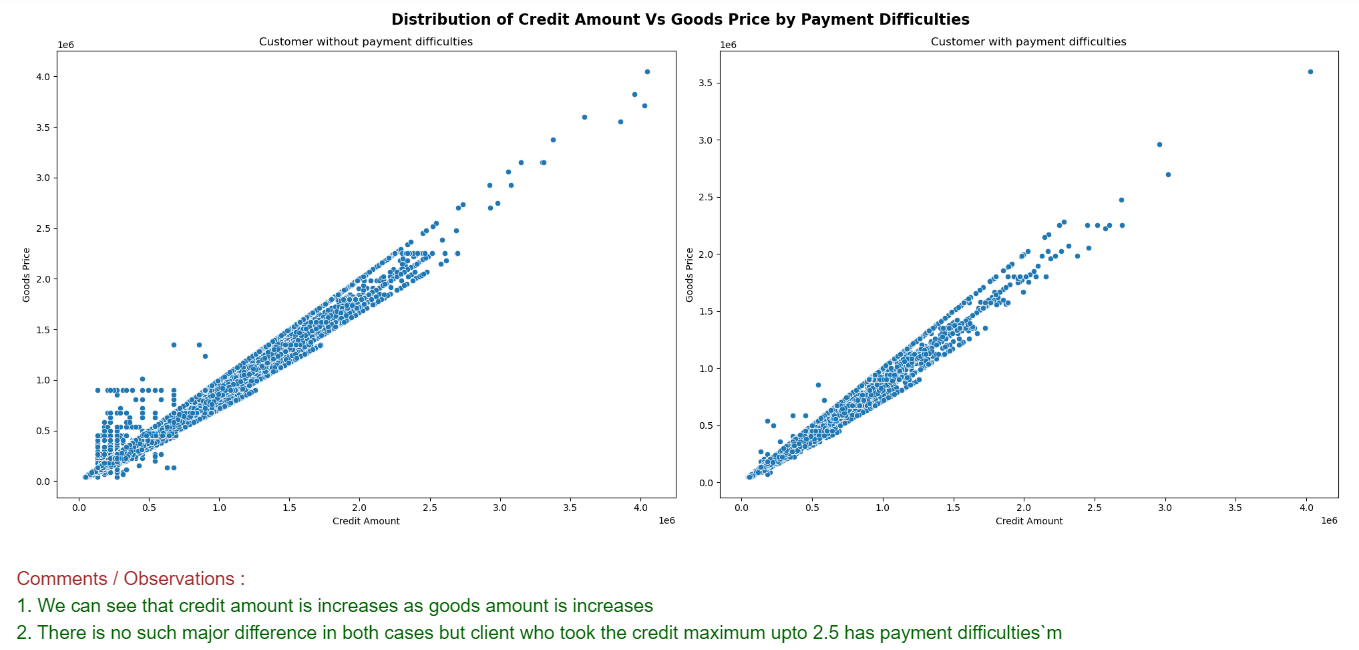 Distribution of Credit Amount Vs Goods Price by Payment Difficulties
Customer without payment difficulties
1e6
4.0
3.5
3.0
2.5
2.0
1.5
1.0
0.5
0.0
Goods Price
0.0 0.5 1.0 1.5 2.0 2.5 3.0 3.5 4.0
Credit Amount
1e6
Customer with payment difficulties
1e6
3.5
3.0
2.5
2.0
1.5
1.0
0.5
0.0
Goods Price
0.0 0.5 1.0 1.5 2.0 2.5 3.0 3.5 4.0
Credit Amount
1e6
Comments / Observations :
1. We can see that credit amount is increases as goods amount is increases
2. There is no such major difference in both cases but client who took the credit maximum upto 2.5 has payment difficulties`m